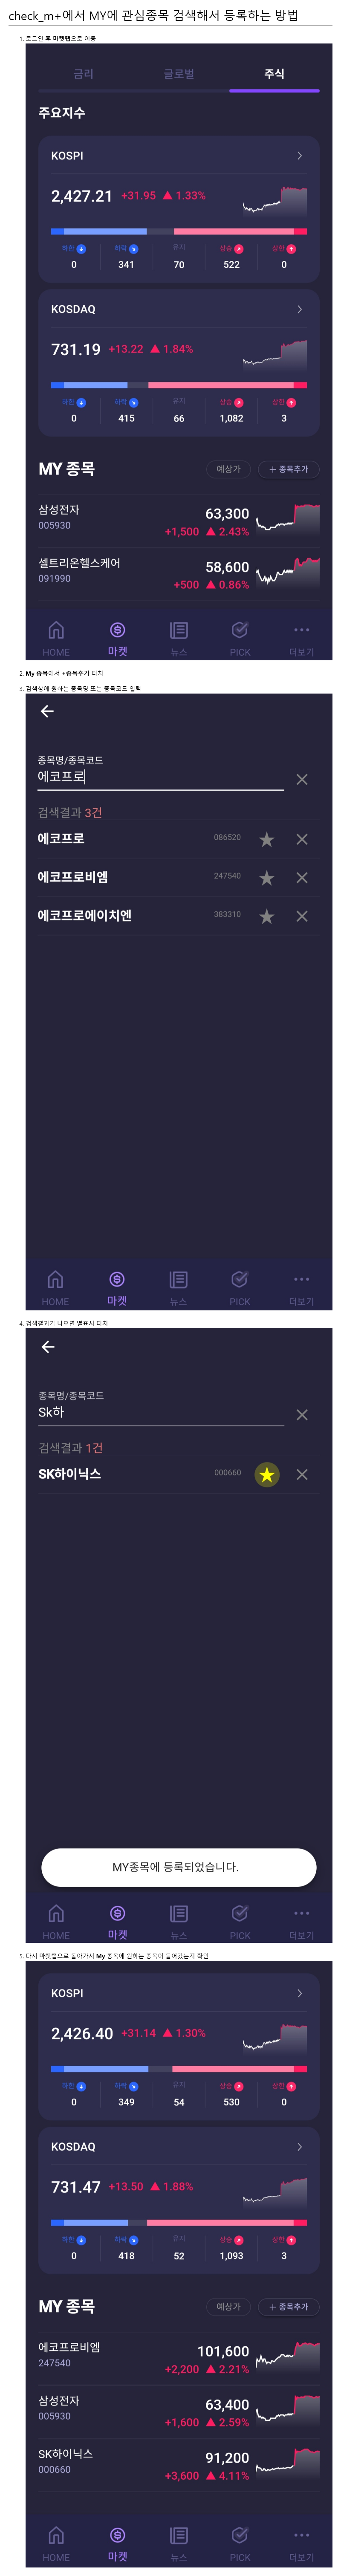 check_m+에서 MY에 관심종목 검색해서 등록하는 방법
1. 로그인 후 마켓탭으로 이동
금리 글로벌 주식
주요지수
KOSPI
2,427.21 +31.95 ▲ 1.33%
하한 하락 유지 상승 상한
0 341 70 522 0
KOSDAQ
731.19 +13.22 ▲ 1.84%
하한 하락 유지 상승 상한
0 415 66 1,082 3
MY 종목 예상가 + 종목추가
삼성전자 63,300
005930 +1,500 ▲ 2.43%
셀트리온헬스케어 58,600
091990 +500 ▲ 0.86%
HOME 마켓 뉴스 PICK 더보기
2. My 종목에서 +종목추가 터치
3. 검색창에 원하는 종목명 또는 종목코드 입력
종목명/종목코드
에코프로
검색결과 3건
에코프로 086520
에코프로비엠 247540
에코프로에이치엔 383310
HOME 마켓 뉴스 PICK 더보기
4. 검색결과가 나오면 별표시 터치
종목명/종목코드
Sk하
검색결과 1건
SK하이닉스 000660
MY종목에 등록되었습니다.
HOME 마켓 뉴스 PICK 더보기
5. 다시 마켓탭으로 돌아가서 My 종목에 원하는 종목이 들어갔는지 확인
KOSPI
2,426.40 +31.14 ▲ 1.30%
하한 하락 유지 상승 상한
0 349 54 530 0
KOSDAQ
731.47 +13.50 ▲ 1.88%
하한 하락 유지 상승 상한
0 418 52 1,093 3
MY 종목 예상가 + 종목추가
에코프로비엠 101,600
247540 +2,200 ▲ 2.21%
삼성전자 63,400
005930 +1,600 ▲ 2.59%
SK하이닉스 91,200
000660 +3,600 ▲ 4.11%
HOME 마켓 뉴스 PICK 더보기